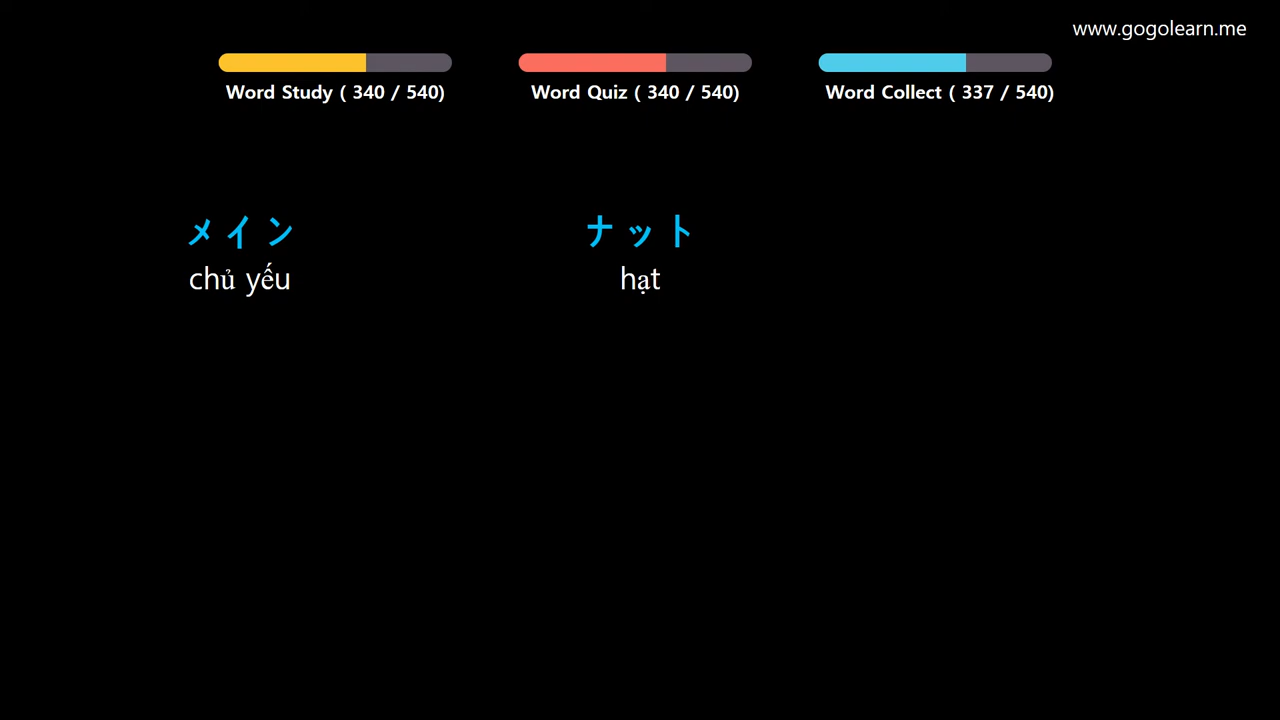 www.gogolearn.me
Word Study ( 340 / 540)
Word Quiz ( 340 / 540)
Word Collect ( 337 / 540)
メイン
chủ yếu
ナット
hạt